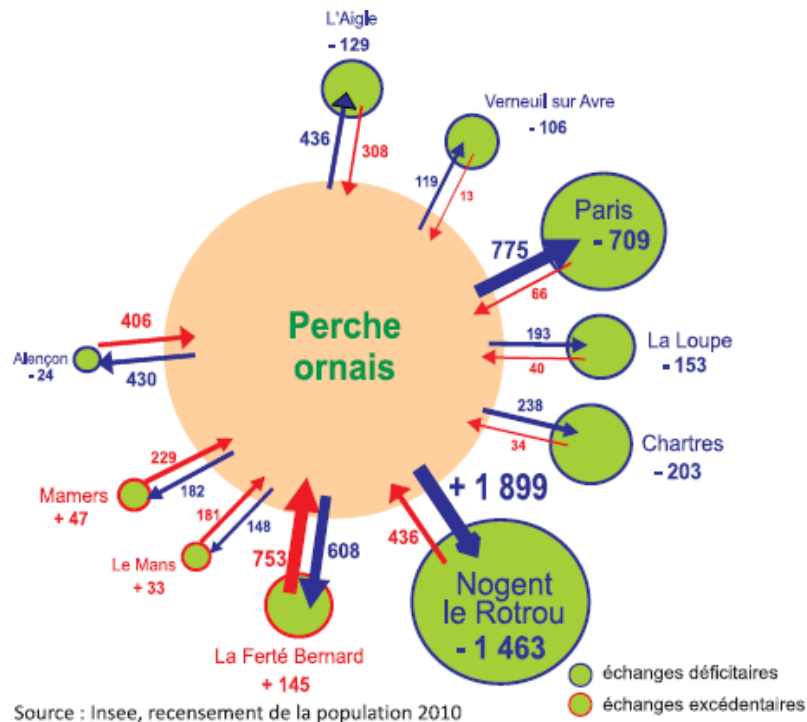 L'Aigle
- 129
436
308
Verneuil sur Avre
- 106
119
13
Paris
- 709
775
66
La Loupe
- 153
193
40
Chartres
- 203
238
34
Perche
ornais
406
Alençon
- 24
430
229
Mamers
+ 47
182
181
Le Mans
+ 33
148
753
608
La Ferté Bernard
+ 145
+ 1 899
436
Nogent
le Rotrou
- 1 463
échanges déficitaires
échanges excédentaires
Source : Insee, recensement de la population 2010